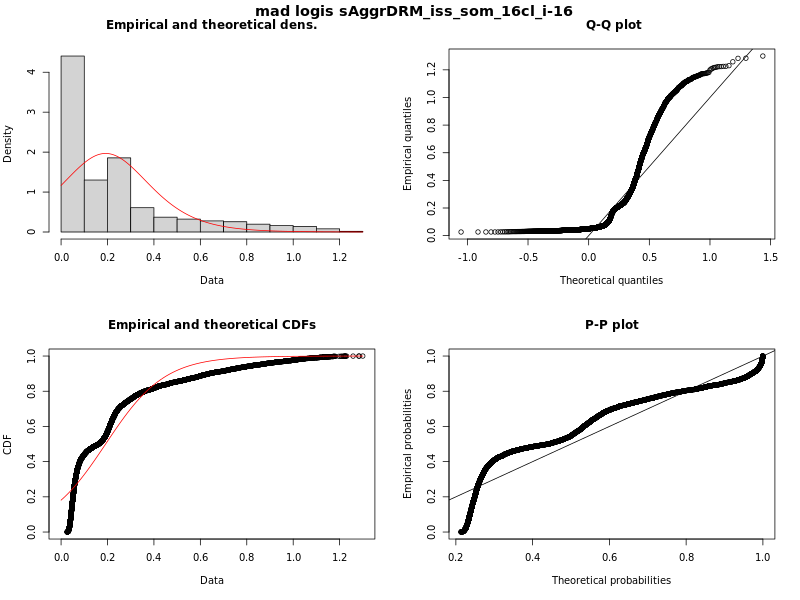 mad logis sAggrDRM_iss_som_16cl_i-16
Empirical and theoretical dens.
Density
0 1 2 3 4
0.0 0.2 0.4 0.6 0.8 1.0 1.2
Data
Q-Q plot
Empirical quantiles
0.0 0.2 0.4 0.6 0.8 1.0 1.2
-1.0 -0.5 0.0 0.5 1.0 1.5
Theoretical quantiles
Empirical and theoretical CDFs
CDF
0.0 0.2 0.4 0.6 0.8 1.0
0.0 0.2 0.4 0.6 0.8 1.0 1.2
Data
P-P plot
Empirical probabilities
0.0 0.2 0.4 0.6 0.8 1.0
0.2 0.4 0.6 0.8 1.0
Theoretical probabilities